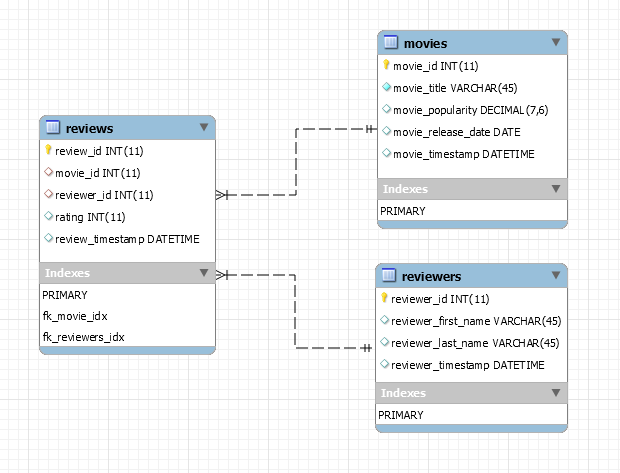 reviews
review_id INT(11)
movie_id INT(11)
reviewer_id INT(11)
rating INT(11)
review_timestamp DATETIME
Indexes
PRIMARY
fk_movie_idx
fk_reviewers_idx
movies
movie_id INT(11)
movie_title VARCHAR(45)
movie_popularity DECIMAL(7,6)
movie_release_date DATE
movie_timestamp DATETIME
Indexes
PRIMARY
reviewers
reviewer_id INT(11)
reviewer_first_name VARCHAR(45)
reviewer_last_name VARCHAR(45)
reviewer_timestamp DATETIME
Indexes
PRIMARY